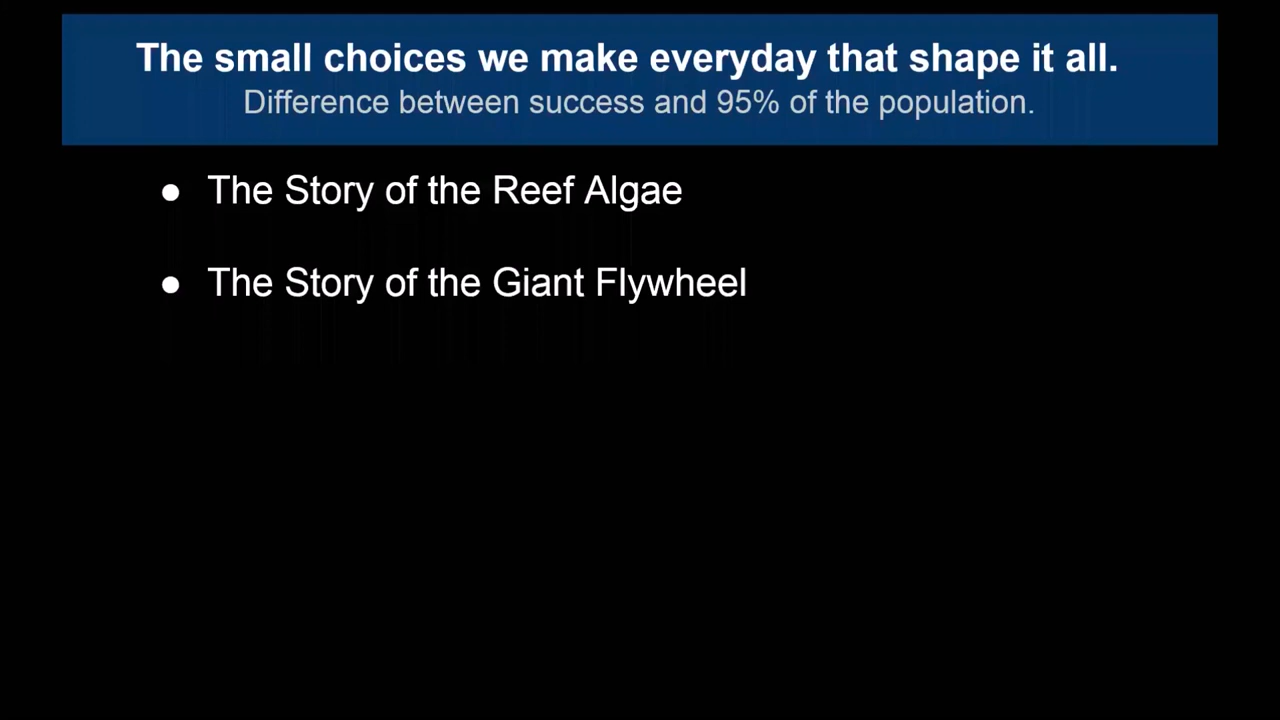 The small choices we make everyday that shape it all.
Difference between success and 95% of the population.
● The Story of the Reef Algae
● The Story of the Giant Flywheel